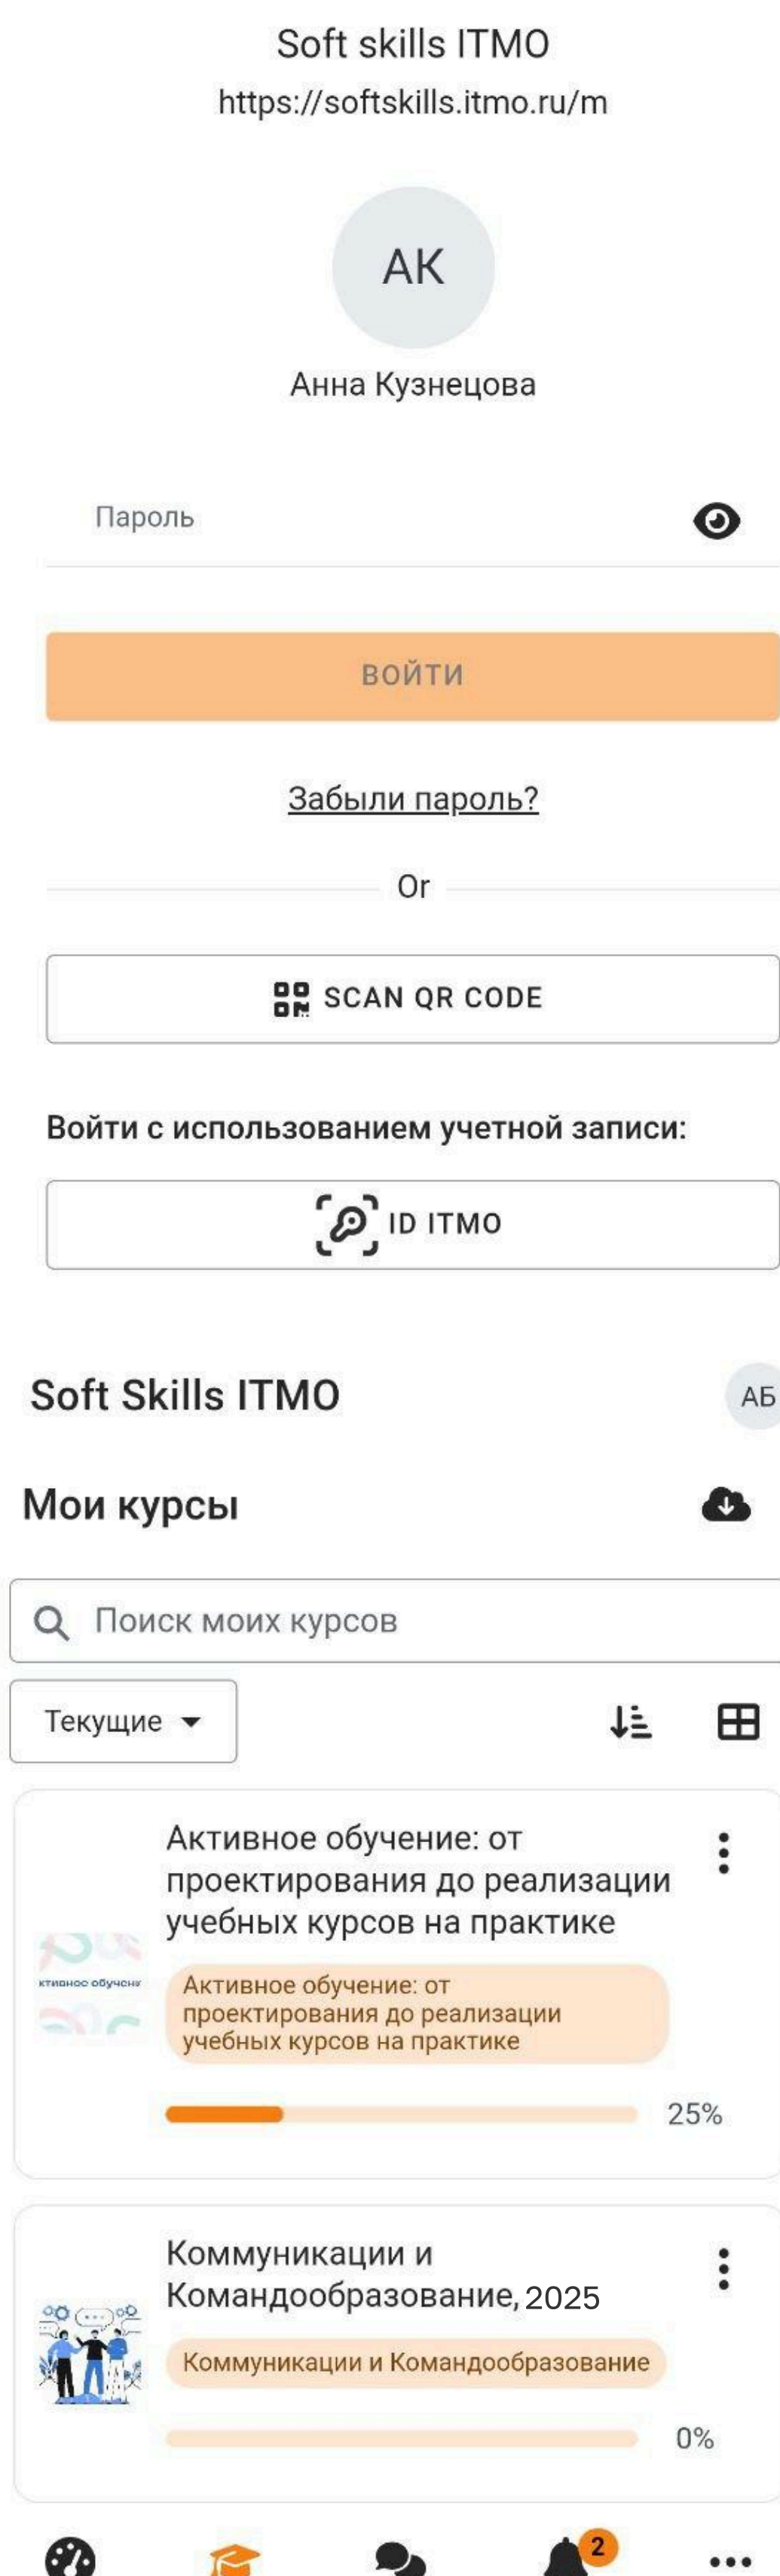 Soft skills ITMO
https://softskills.itmo.ru/m
АК
Анна Кузнецова
Пароль
ВОЙТИ
Забыли пароль?
Or
SCAN QR CODE
Войти с использованием учетной записи:
ID ITMO
Soft Skills ITMO
АБ
Мои курсы
Поиск моих курсов
Текущие
Активное обучение: от
проектирования до реализации
учебных курсов на практике
ктивное обучени
Активное обучение: от
проектирования до реализации
учебных курсов на практике
25%
Коммуникации и
Командообразование, 2025
Коммуникации и Командообразование
0%
2